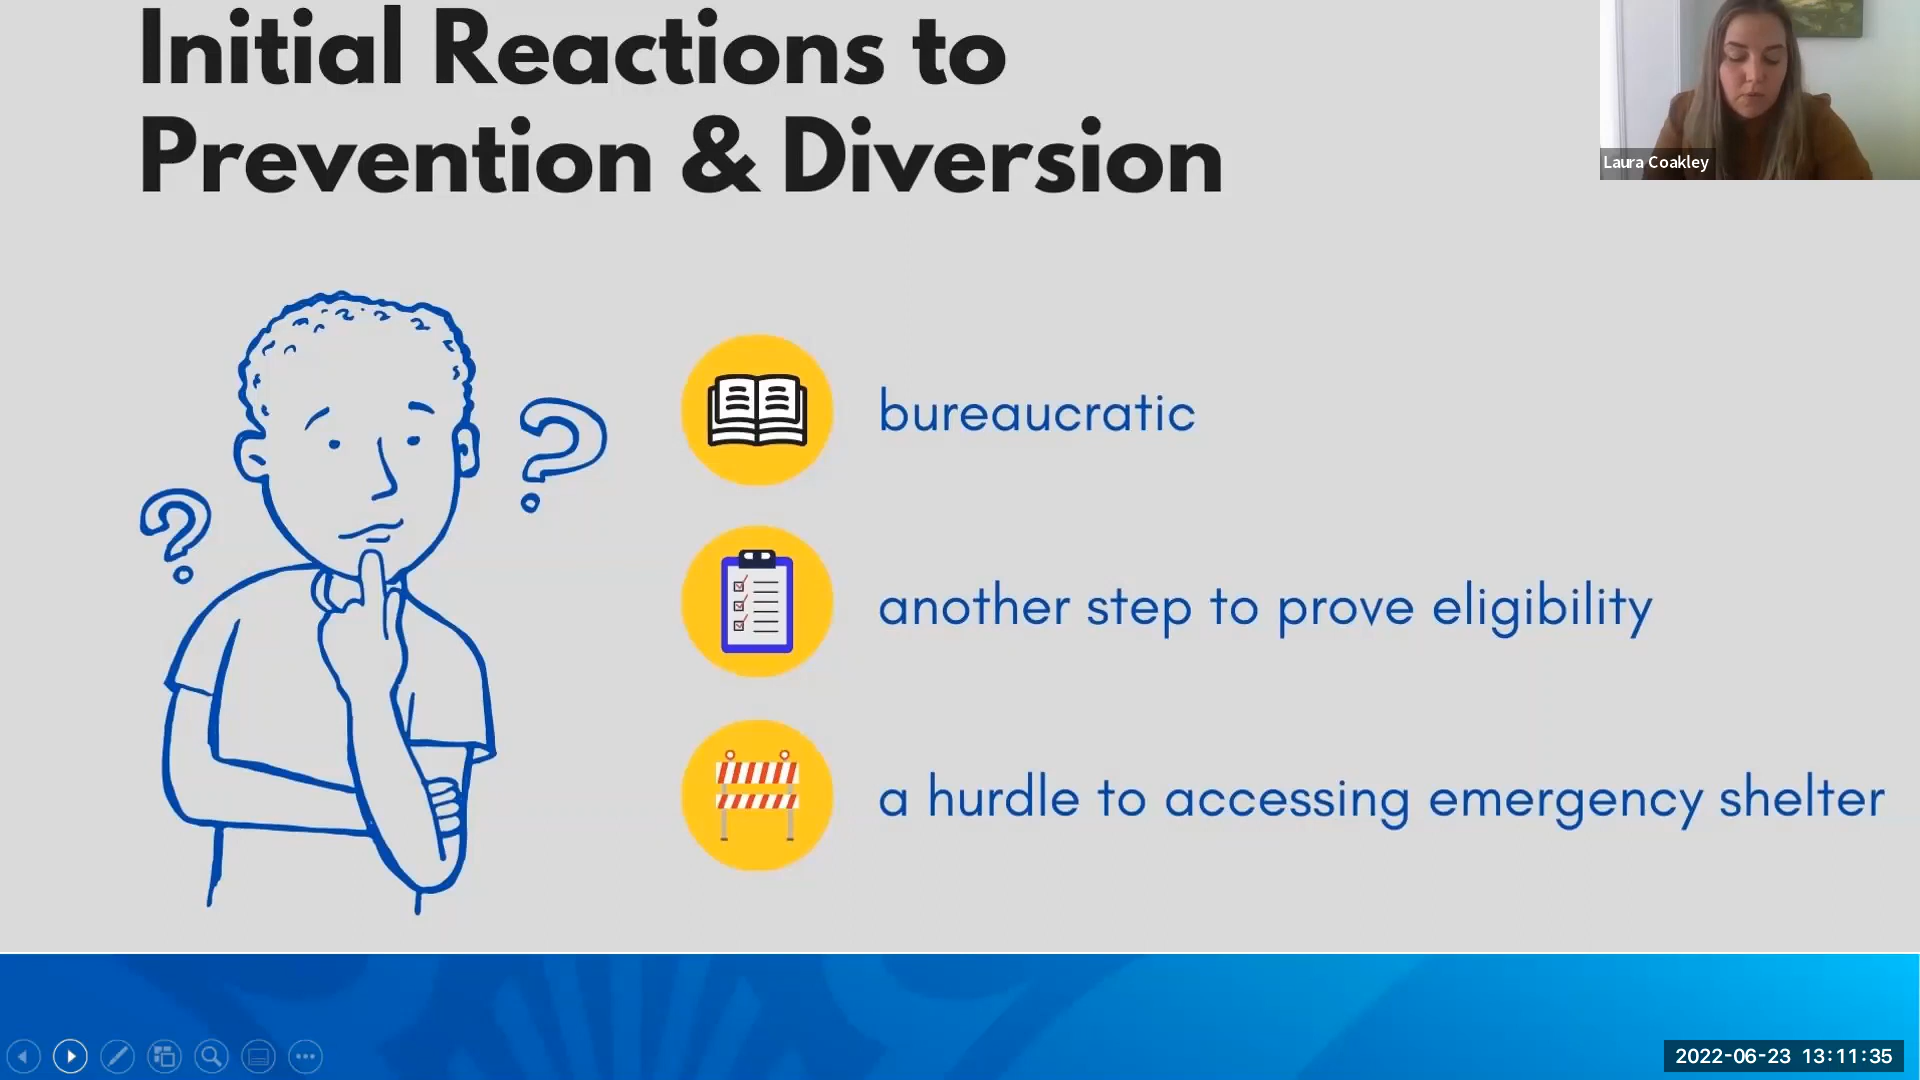 Initial Reactions to
Prevention & Diversion
Laura Coakley
bureaucratic
another step to prove eligibility
a hurdle to accessing emergency shelter
2022-06-23 13:11:35